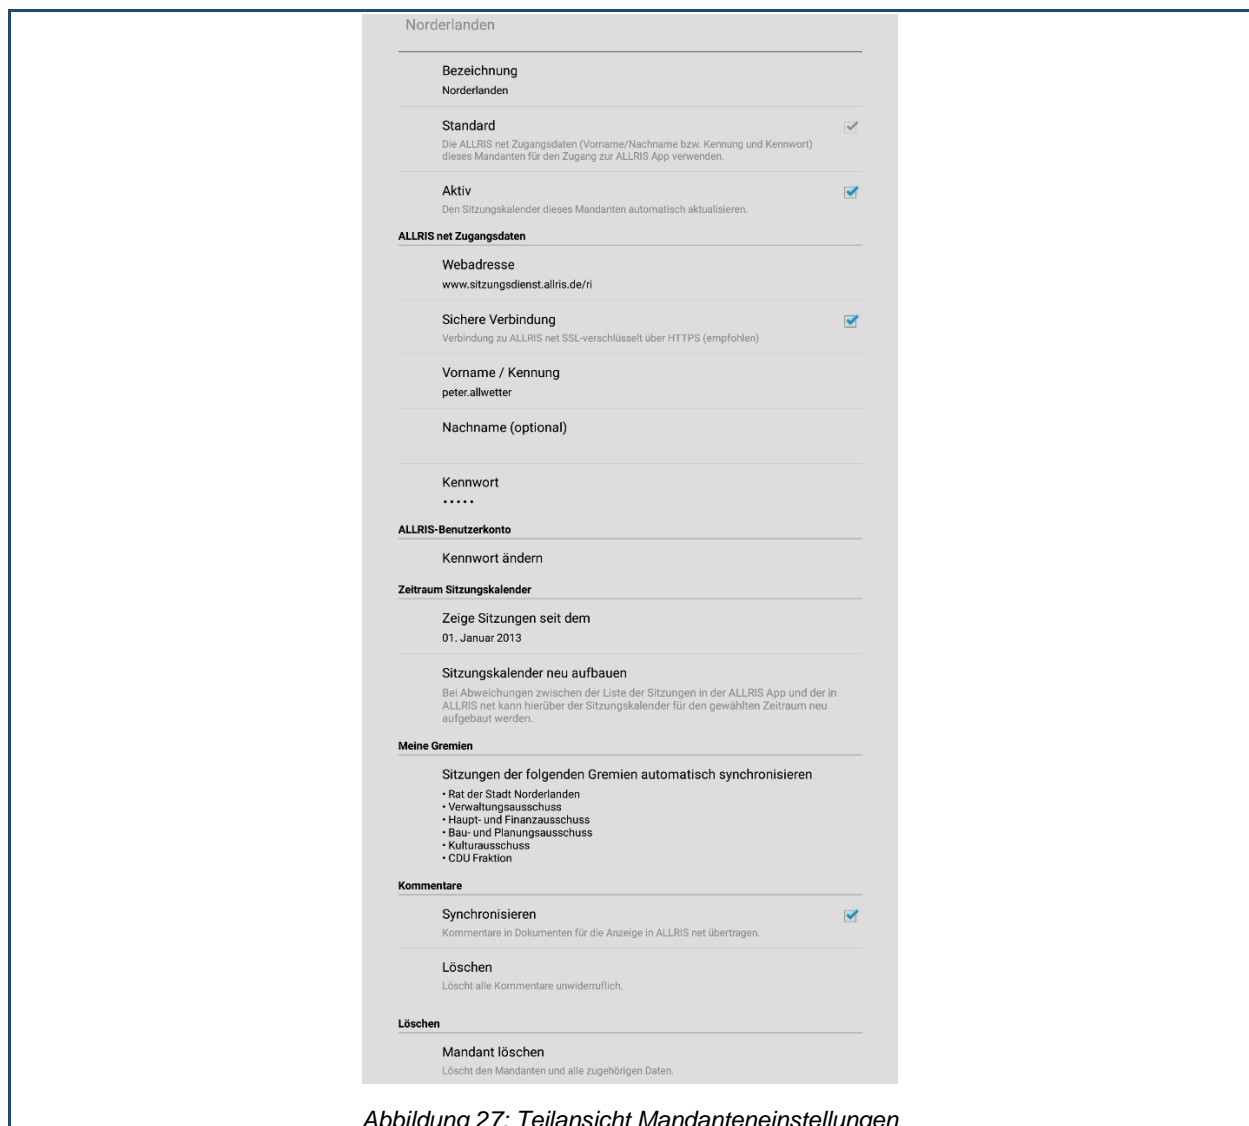 Norderlanden
Bezeichnung
Norderlanden
Standard
Die ALLRIS net Zugangsdaten (Vorname/Nachname bzw. Kennung und Kennwort)
dieses Mandanten für den Zugang zur ALLRIS App verwenden.
Aktiv
Den Sitzungskalender dieses Mandanten automatisch aktualisieren.
ALLRIS net Zugangsdaten
Webadresse
www.sitzungsdienst.allris.de/ri
Sichere Verbindung
Verbindung zu ALLRIS net SSL-verschlüsselt über HTTPS (empfohlen)
Vorname / Kennung
peter.allwetter
Nachname (optional)
Kennwort
•••••
ALLRIS-Benutzerkonto
Kennwort ändern
Zeitraum Sitzungskalender
Zeige Sitzungen seit dem
01. Januar 2013
Sitzungskalender neu aufbauen
Bei Abweichungen zwischen der Liste der Sitzungen in der ALLRIS App und der in
ALLRIS net kann hierüber der Sitzungskalender für den gewählten Zeitraum neu
aufgebaut werden.
Meine Gremien
Sitzungen der folgenden Gremien automatisch synchronisieren
• Rat der Stadt Norderlanden
• Verwaltungsausschuss
• Haupt- und Finanzausschuss
• Bau- und Planungsausschuss
• Kulturausschuss
• CDU Fraktion
Kommentare
Synchronisieren
Kommentare in Dokumenten für die Anzeige in ALLRIS net übertragen.
Löschen
Löscht alle Kommentare unwiderruflich.
Löschen
Mandant löschen
Löscht den Mandanten und alle zugehörigen Daten.
Abbildung 27: Teilansicht Mandanteneinstellungen